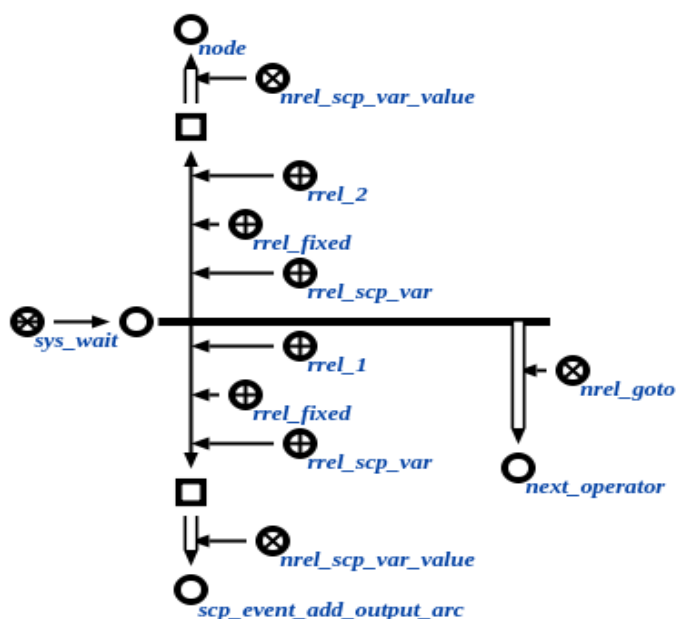 node
nrel_scp_var_value
rrel_2
rrel_fixed
rrel_scp_var
sys_wait
rrel_1
nrel_goto
rrel_fixed
rrel_scp_var
next_operator
nrel_scp_var_value
scp_event_add_output_arc